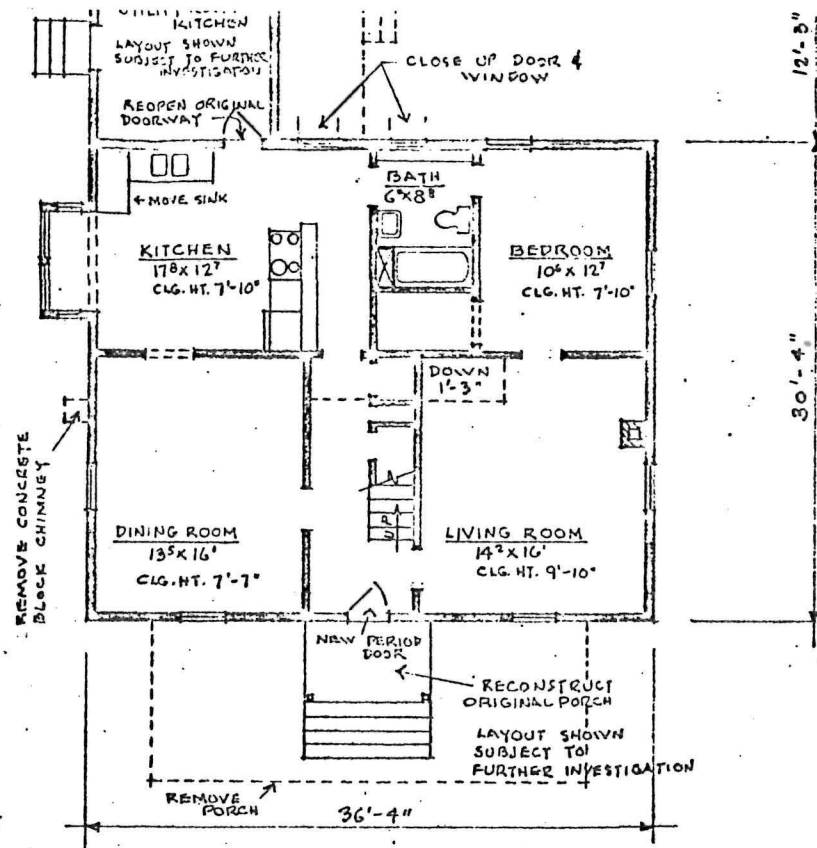 KITCHEN
LAYOUT SHOWN
SUBJECT TO FURTHER
INVESTIGATION
REOPEN ORIGINAL
DOORWAY
CLOSE UP DOOR &
WINDOW
12'-3"
BATH
6⁸X8⁸
MOVE SINK
KITCHEN
17⁸X12⁷
CLG. HT. 7'-10"
BEDROOM
10⁶X12⁷
CLG. HT. 7'-10"
DOWN
1'-3"
30'-4"
REMOVE CONCRETE
BLOCK CHIMNEY
UP
DINING ROOM
13⁵X16'
CLG. HT. 7'-7"
LIVING ROOM
14²X16'
CLG. HT. 9'-10"
NEW PERIOD
DOOR
RECONSTRUCT
ORIGINAL PORCH
LAYOUT SHOWN
SUBJECT TO
FURTHER INVESTIGATION
REMOVE
PORCH
36'-4"